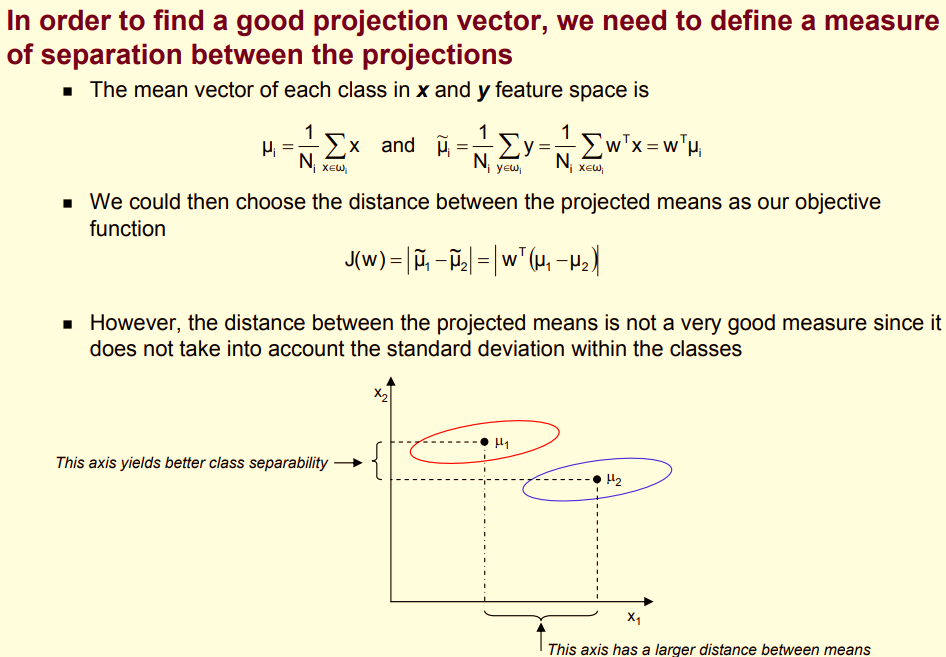 In order to find a good projection vector, we need to define a measure
of separation between the projections
▪ The mean vector of each class in x and y feature space is
μᵢ = 1/Nᵢ ∑_{x∈ωᵢ} x and μ̃ᵢ = 1/Nᵢ ∑_{y∈ωᵢ} y = 1/Nᵢ ∑_{x∈ωᵢ} wᵀx = wᵀμᵢ
▪ We could then choose the distance between the projected means as our objective
function
J(w) = |μ̃₁ − μ̃₂| = |wᵀ(μ₁ − μ₂)|
▪ However, the distance between the projected means is not a very good measure since it
does not take into account the standard deviation within the classes
x₂
μ₁
This axis yields better class separability
μ₂
x₁
This axis has a larger distance between means